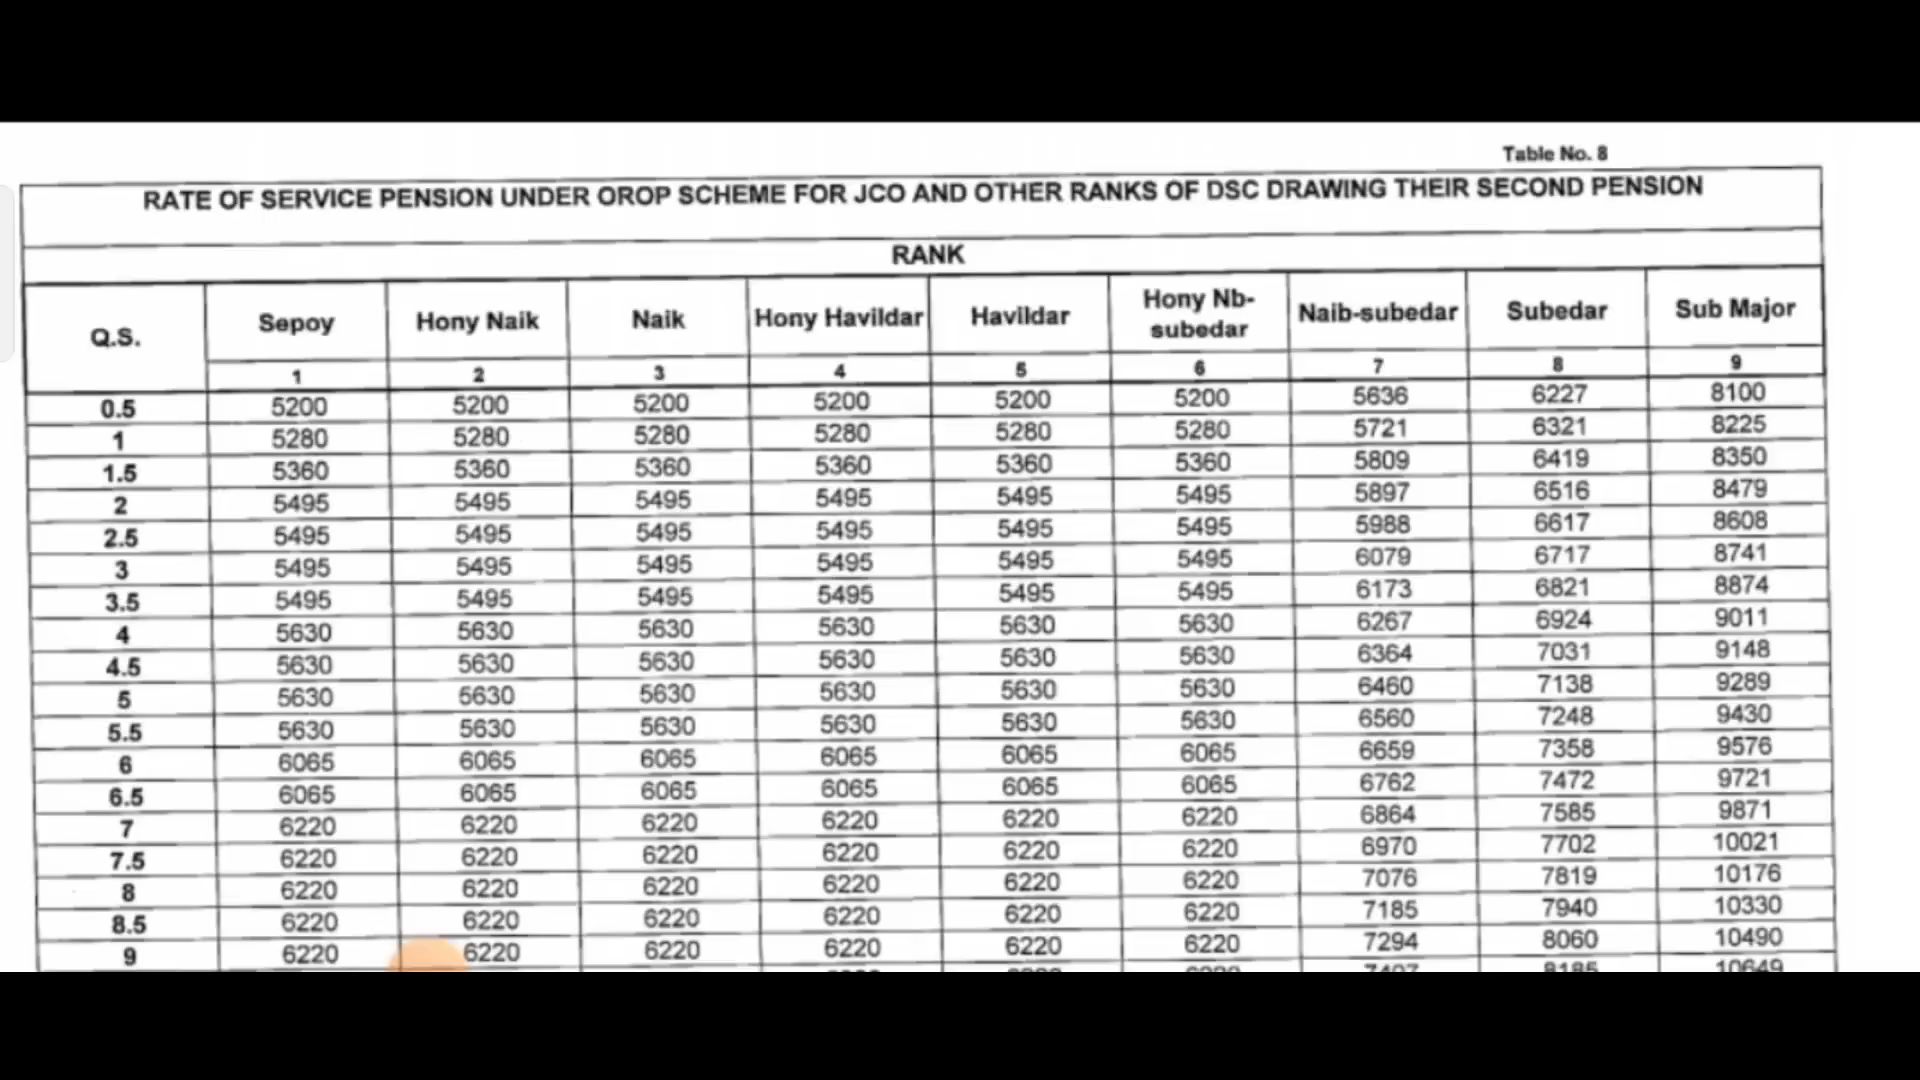 Table No. 8
RATE OF SERVICE PENSION UNDER OROP SCHEME FOR JCO AND OTHER RANKS OF DSC DRAWING THEIR SECOND PENSION
RANK
Q.S. Sepoy Hony Naik Naik Hony Havildar Havildar Hony Nb-subedar Naib-subedar Subedar Sub Major
1 2 3 4 5 6 7 8 9
0.5 5200 5200 5200 5200 5200 5200 5636 6227 8100
1 5280 5280 5280 5280 5280 5280 5721 6321 8225
1.5 5360 5360 5360 5360 5360 5360 5809 6419 8350
2 5495 5495 5495 5495 5495 5495 5897 6516 8479
2.5 5495 5495 5495 5495 5495 5495 5988 6617 8608
3 5495 5495 5495 5495 5495 5495 6079 6717 8741
3.5 5495 5495 5495 5495 5495 5495 6173 6821 8874
4 5630 5630 5630 5630 5630 5630 6267 6924 9011
4.5 5630 5630 5630 5630 5630 5630 6364 7031 9148
5 5630 5630 5630 5630 5630 5630 6460 7138 9289
5.5 5630 5630 5630 5630 5630 5630 6560 7248 9430
6 6065 6065 6065 6065 6065 6065 6659 7358 9576
6.5 6065 6065 6065 6065 6065 6065 6762 7472 9721
7 6220 6220 6220 6220 6220 6220 6864 7585 9871
7.5 6220 6220 6220 6220 6220 6220 6970 7702 10021
8 6220 6220 6220 6220 6220 6220 7076 7819 10176
8.5 6220 6220 6220 6220 6220 6220 7185 7940 10330
9 6220 6220 6220 6220 6220 6220 7294 8060 10490
7407 8185 10649